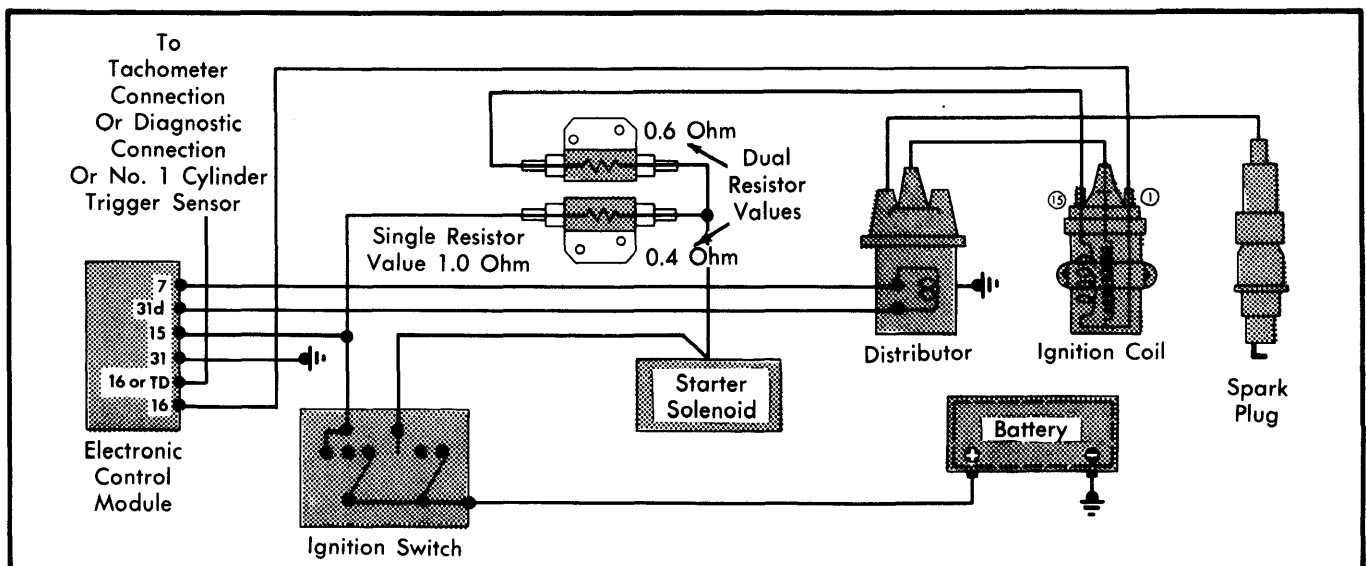 To
Tachometer
Connection
Or Diagnostic
Connection
Or No. 1 Cylinder
Trigger Sensor
0.6 Ohm
Dual
Resistor
Values
Single Resistor
Value 1.0 Ohm
0.4 Ohm
15
1
7
31d
15
31
16 or TD
16
Electronic
Control
Module
Starter
Solenoid
Distributor
Ignition Coil
Spark
Plug
Battery
+
−
Ignition Switch